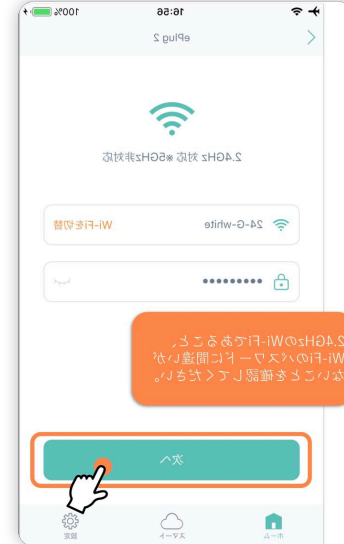 16:56
100%
ePlug 2
2.4GHz 対応 ※5GHz非対応
24-G-white
Wi-Fiを切替
•••••••••
2.4GHzのWi-Fiであること、
Wi-Fiのパスワードに間違いが
ないことを確認してください。
次へ
ホーム
スマート
設定